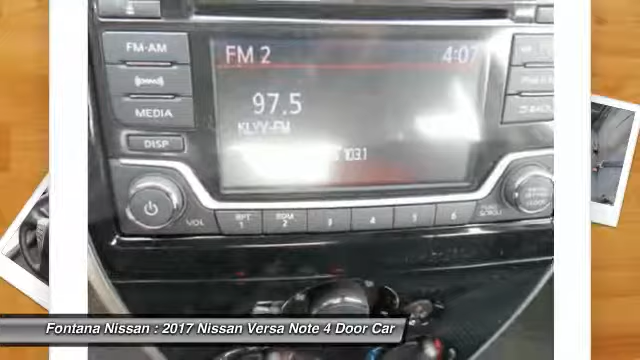 FM-AM
FM 2 4:07
97.5
MEDIA
KLYY-FM
DISP
103.1
VOL
RPT 1 RDM 2 3 4 5 6
SCROLL
Fontana Nissan : 2017 Nissan Versa Note 4 Door Car